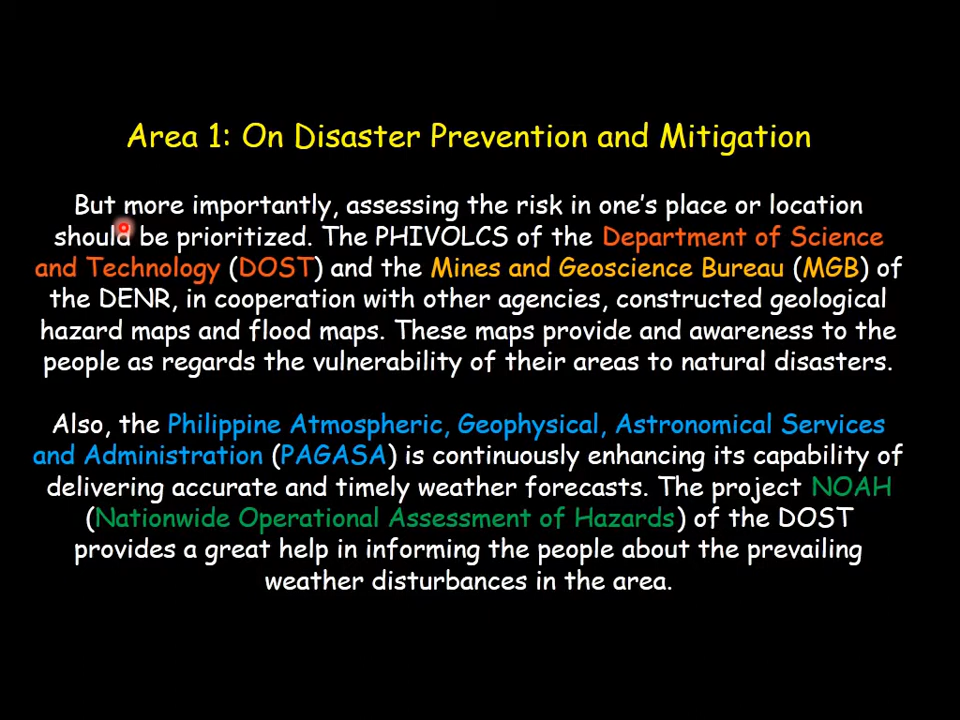 Area 1: On Disaster Prevention and Mitigation
But more importantly, assessing the risk in one's place or location
should be prioritized. The PHIVOLCS of the Department of Science
and Technology (DOST) and the Mines and Geoscience Bureau (MGB) of
the DENR, in cooperation with other agencies, constructed geological
hazard maps and flood maps. These maps provide and awareness to the
people as regards the vulnerability of their areas to natural disasters.
Also, the Philippine Atmospheric, Geophysical, Astronomical Services
and Administration (PAGASA) is continuously enhancing its capability of
delivering accurate and timely weather forecasts. The project NOAH
(Nationwide Operational Assessment of Hazards) of the DOST
provides a great help in informing the people about the prevailing
weather disturbances in the area.